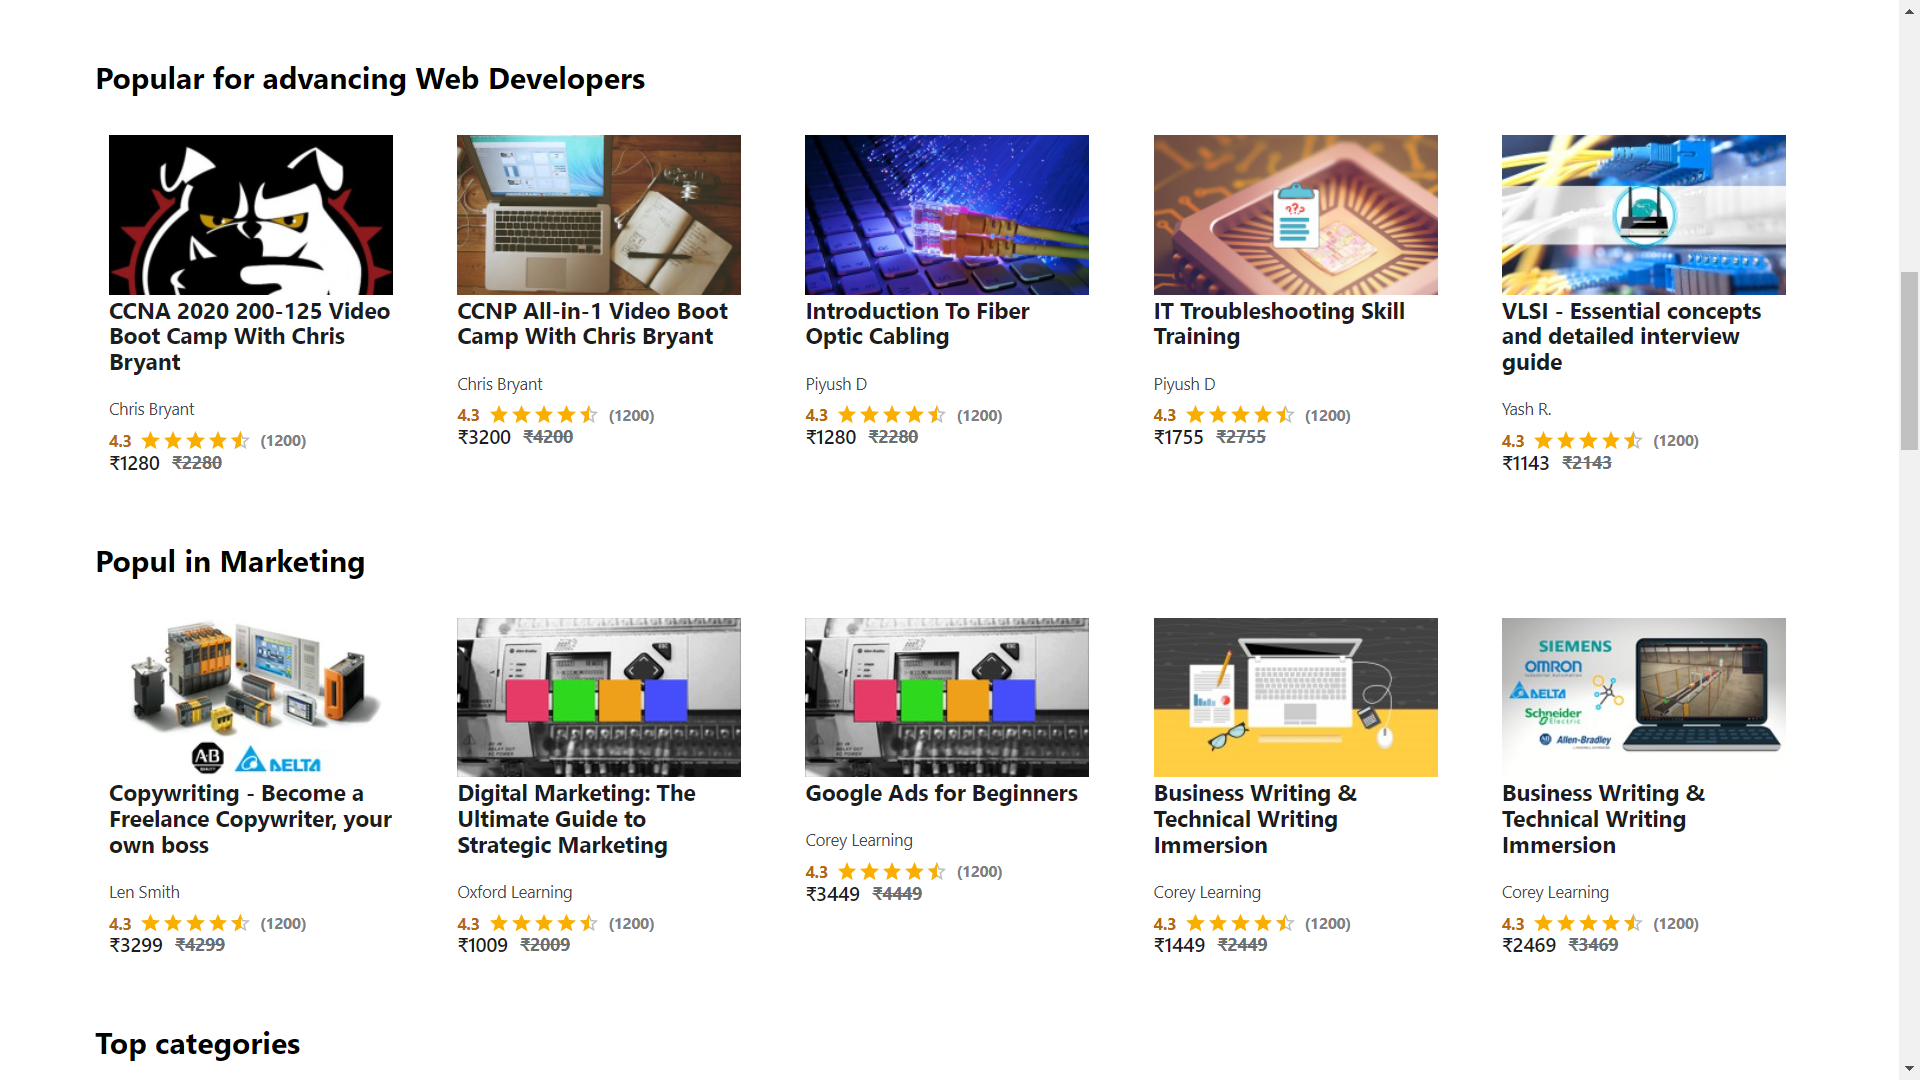 Popular for advancing Web Developers
CCNA 2020 200-125 Video
Boot Camp With Chris
Bryant
Chris Bryant
4.3 (1200)
₹1280 ₹2280
CCNP All-in-1 Video Boot
Camp With Chris Bryant
Chris Bryant
4.3 (1200)
₹3200 ₹4200
Introduction To Fiber
Optic Cabling
Piyush D
4.3 (1200)
₹1280 ₹2280
???
IT Troubleshooting Skill
Training
Piyush D
4.3 (1200)
₹1755 ₹2755
VLSI - Essential concepts
and detailed interview
guide
Yash R.
4.3 (1200)
₹1143 ₹2143
Popul in Marketing
AB
DELTA
Copywriting - Become a
Freelance Copywriter, your
own boss
Len Smith
4.3 (1200)
₹3299 ₹4299
ESC
Digital Marketing: The
Ultimate Guide to
Strategic Marketing
Oxford Learning
4.3 (1200)
₹1009 ₹2009
ESC
Google Ads for Beginners
Corey Learning
4.3 (1200)
₹3449 ₹4449
Business Writing &
Technical Writing
Immersion
Corey Learning
4.3 (1200)
₹1449 ₹2449
SIEMENS
OMRON
DELTA
Schneider
Electric
Allen-Bradley
Business Writing &
Technical Writing
Immersion
Corey Learning
4.3 (1200)
₹2469 ₹3469
Top categories